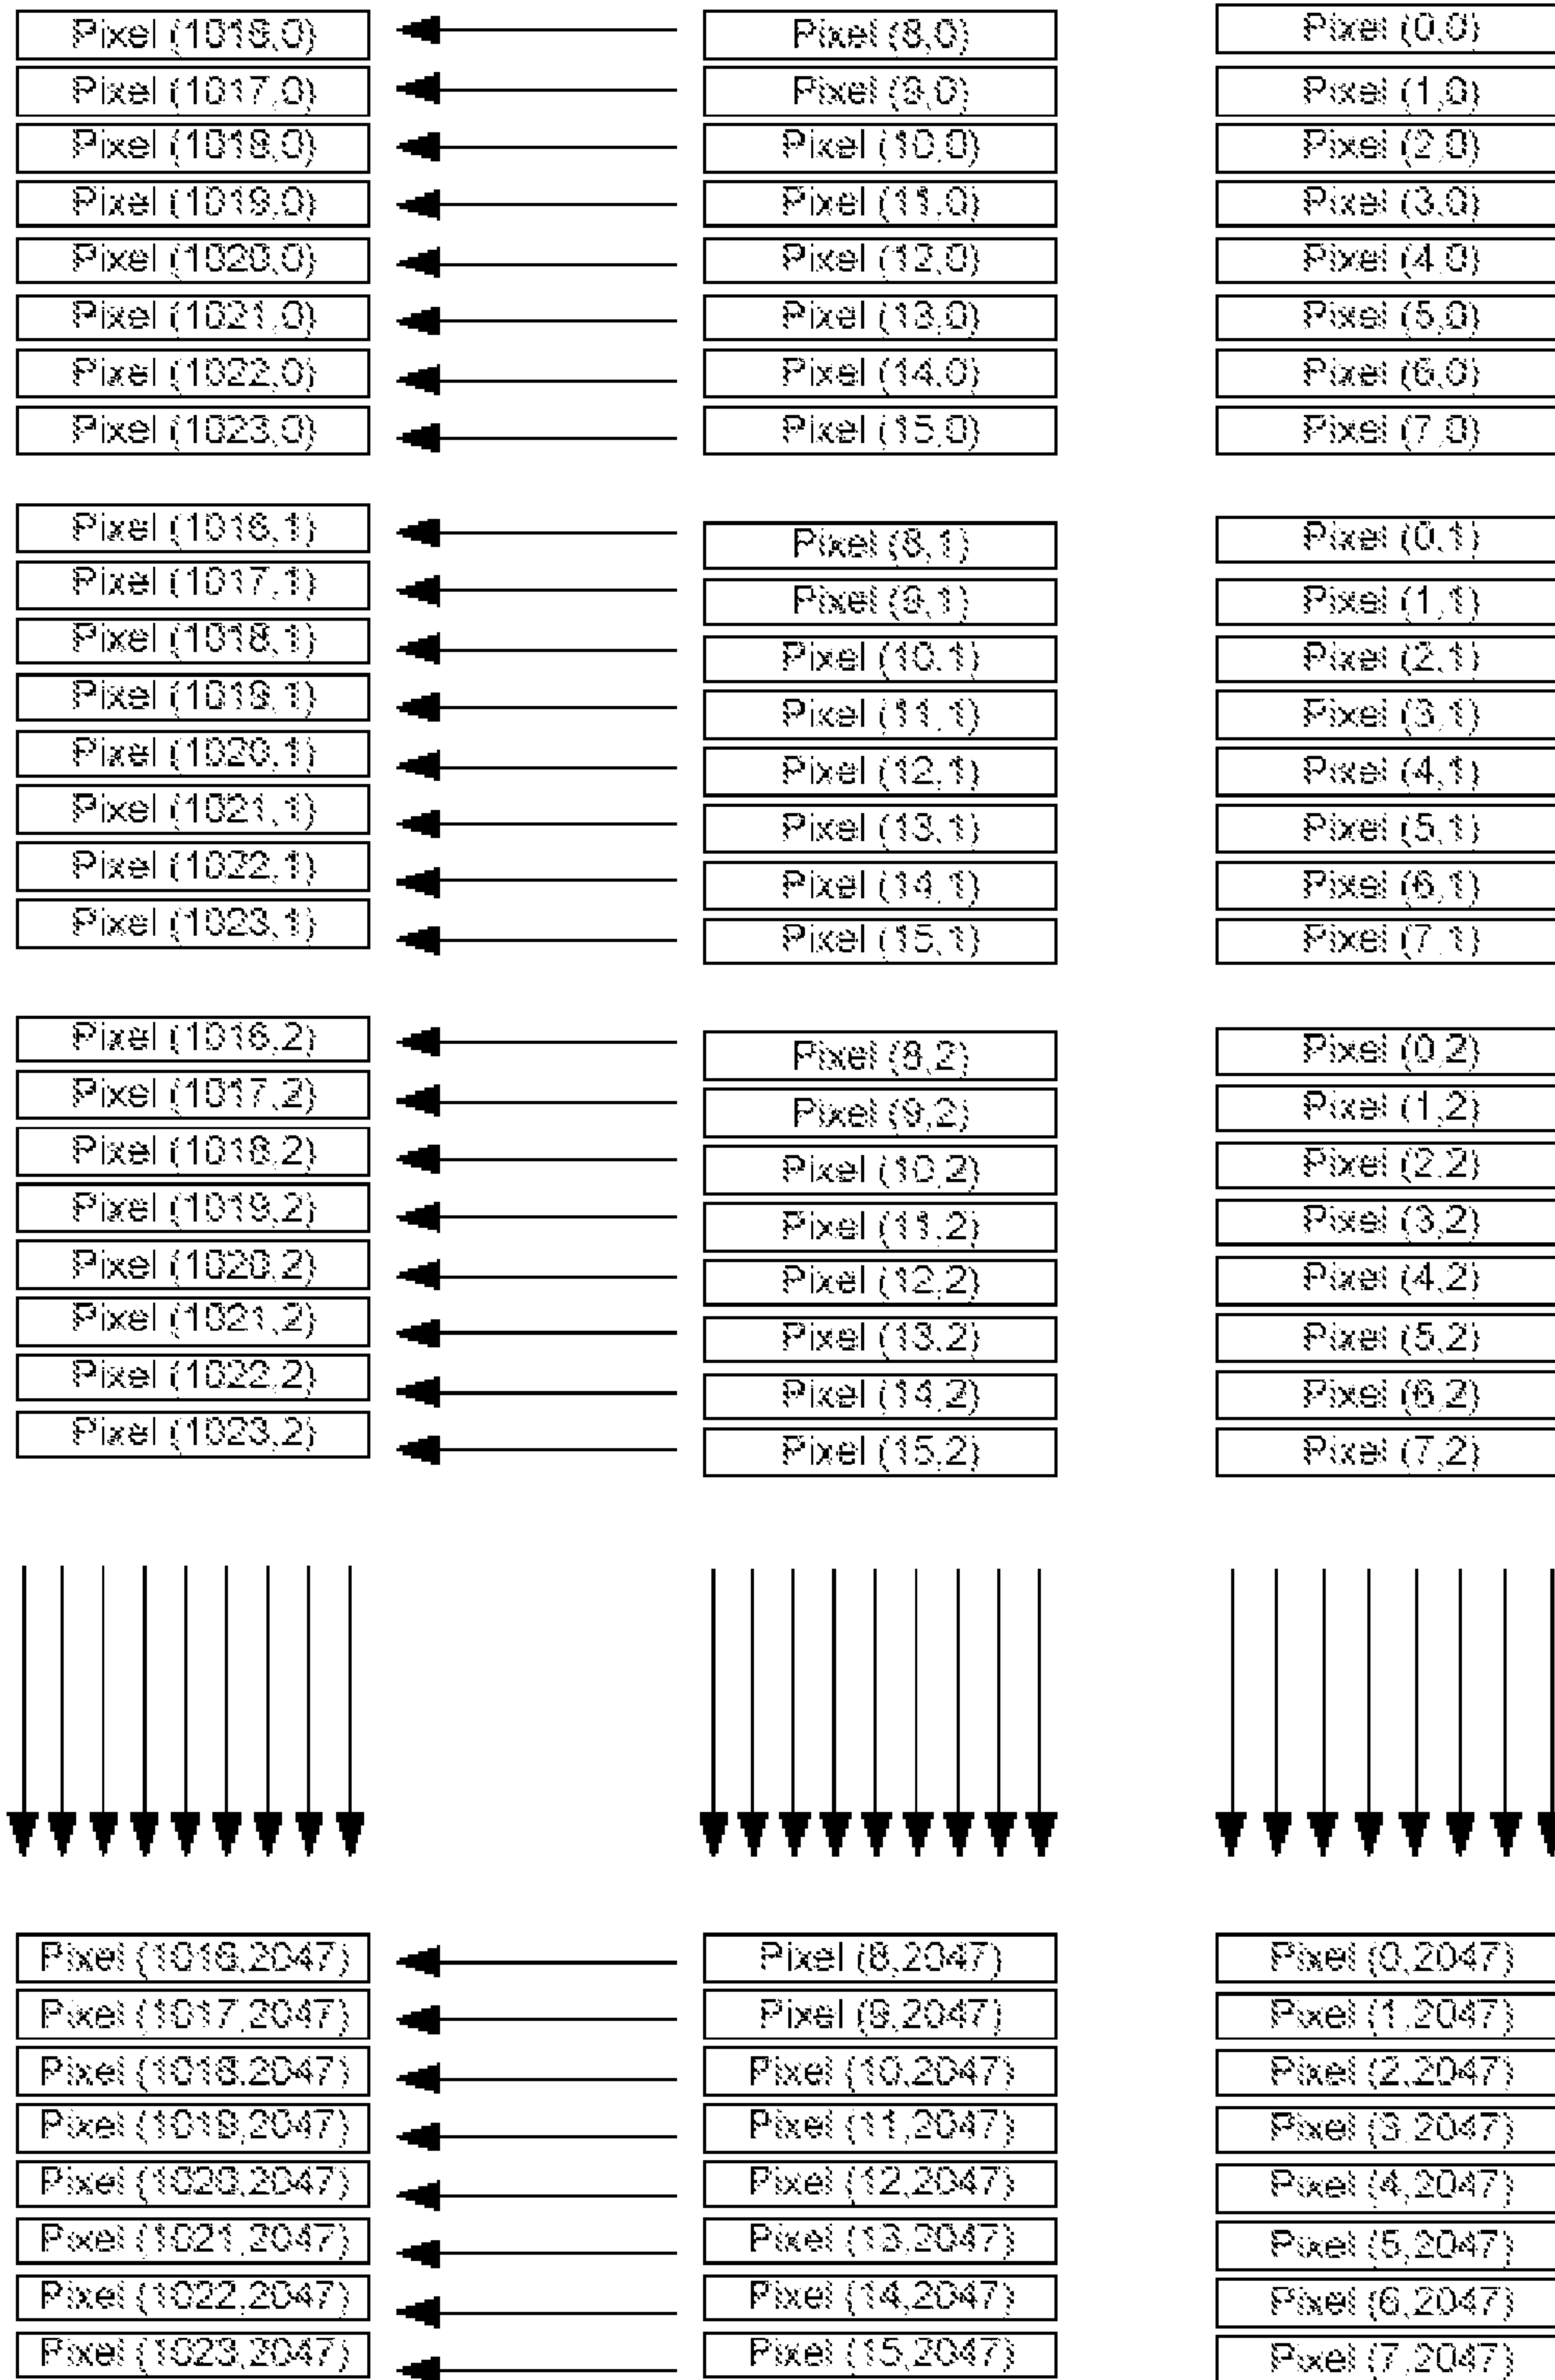 Pixel (1016,0) Pixel (8,0) Pixel (0,0)
Pixel (1017,0) Pixel (9,0) Pixel (1,0)
Pixel (1018,0) Pixel (10,0) Pixel (2,0)
Pixel (1019,0) Pixel (11,0) Pixel (3,0)
Pixel (1020,0) Pixel (12,0) Pixel (4,0)
Pixel (1021,0) Pixel (13,0) Pixel (5,0)
Pixel (1022,0) Pixel (14,0) Pixel (6,0)
Pixel (1023,0) Pixel (15,0) Pixel (7,0)
Pixel (1016,1) Pixel (8,1) Pixel (0,1)
Pixel (1017,1) Pixel (9,1) Pixel (1,1)
Pixel (1018,1) Pixel (10,1) Pixel (2,1)
Pixel (1019,1) Pixel (11,1) Pixel (3,1)
Pixel (1020,1) Pixel (12,1) Pixel (4,1)
Pixel (1021,1) Pixel (13,1) Pixel (5,1)
Pixel (1022,1) Pixel (14,1) Pixel (6,1)
Pixel (1023,1) Pixel (15,1) Pixel (7,1)
Pixel (1016,2) Pixel (8,2) Pixel (0,2)
Pixel (1017,2) Pixel (9,2) Pixel (1,2)
Pixel (1018,2) Pixel (10,2) Pixel (2,2)
Pixel (1019,2) Pixel (11,2) Pixel (3,2)
Pixel (1020,2) Pixel (12,2) Pixel (4,2)
Pixel (1021,2) Pixel (13,2) Pixel (5,2)
Pixel (1022,2) Pixel (14,2) Pixel (6,2)
Pixel (1023,2) Pixel (15,2) Pixel (7,2)
Pixel (1016,2047) Pixel (8,2047) Pixel (0,2047)
Pixel (1017,2047) Pixel (9,2047) Pixel (1,2047)
Pixel (1018,2047) Pixel (10,2047) Pixel (2,2047)
Pixel (1019,2047) Pixel (11,2047) Pixel (3,2047)
Pixel (1020,2047) Pixel (12,2047) Pixel (4,2047)
Pixel (1021,2047) Pixel (13,2047) Pixel (5,2047)
Pixel (1022,2047) Pixel (14,2047) Pixel (6,2047)
Pixel (1023,2047) Pixel (15,2047) Pixel (7,2047)